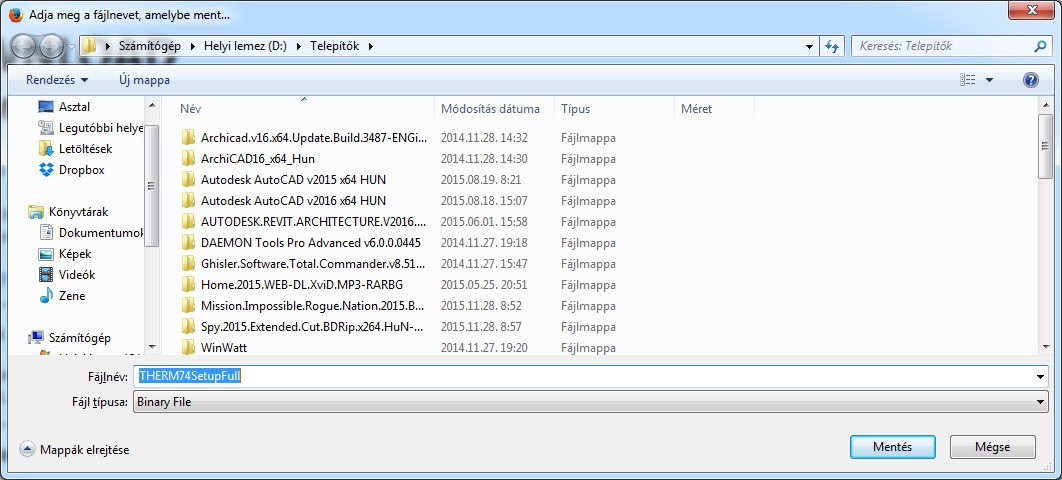 Adja meg a fájlnevet, amelybe ment...
Számítógép Helyi lemez (D:) Telepítők
Keresés: Telepítők
Rendezés Új mappa
Név Módosítás dátuma Típus Méret
Asztal
Legutóbbi helye
Letöltések
Dropbox
Könyvtárak
Dokumentumok
Képek
Videók
Zene
Számítógép
Archicad.v16.x64.Update.Build.3487-ENGi... 2014.11.28. 14:32 Fájlmappa
ArchiCAD16_x64_Hun 2014.11.28. 14:30 Fájlmappa
Autodesk AutoCAD v2015 x64 HUN 2015.08.19. 8:21 Fájlmappa
Autodesk AutoCAD v2016 x64 HUN 2015.08.18. 15:07 Fájlmappa
AUTODESK.REVIT.ARCHITECTURE.V2016.... 2015.06.01. 15:58 Fájlmappa
DAEMON Tools Pro Advanced v6.0.0.0445 2014.11.27. 19:18 Fájlmappa
Ghisler.Software.Total.Commander.v8.51... 2014.11.27. 15:47 Fájlmappa
Home.2015.WEB-DL.XviD.MP3-RARBG 2015.05.25. 20:51 Fájlmappa
Mission.Impossible.Rogue.Nation.2015.B... 2015.11.28. 8:52 Fájlmappa
Spy.2015.Extended.Cut.BDRip.x264.HuN-... 2015.11.28. 8:57 Fájlmappa
WinWatt 2014.11.27. 19:20 Fájlmappa
Fájlnév: THERM74SetupFull
Fájl típusa: Binary File
Mappák elrejtése
Mentés Mégse